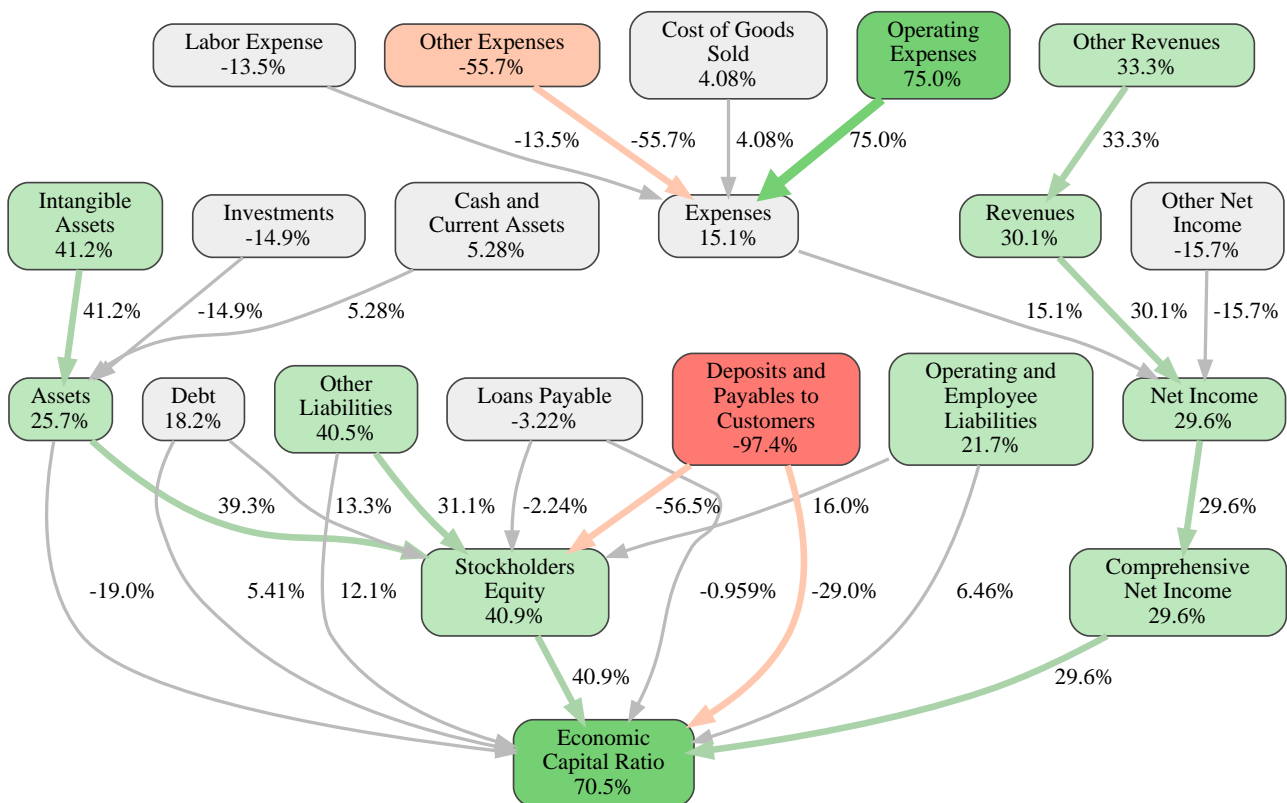 Labor Expense
-13.5%
Other Expenses
-55.7%
Cost of Goods
Sold
4.08%
Operating
Expenses
75.0%
Other Revenues
33.3%
-13.5%
-55.7%
4.08%
75.0%
33.3%
Intangible
Assets
41.2%
Investments
-14.9%
Cash and
Current Assets
5.28%
Expenses
15.1%
Revenues
30.1%
Other Net
Income
-15.7%
41.2%
-14.9%
5.28%
15.1%
30.1%
-15.7%
Assets
25.7%
Debt
18.2%
Other
Liabilities
40.5%
Loans Payable
-3.22%
Deposits and
Payables to
Customers
-97.4%
Operating and
Employee
Liabilities
21.7%
Net Income
29.6%
39.3%
13.3%
31.1%
-2.24%
-56.5%
16.0%
29.6%
Stockholders
Equity
40.9%
Comprehensive
Net Income
29.6%
-19.0%
5.41%
12.1%
-0.959%
-29.0%
6.46%
40.9%
29.6%
Economic
Capital Ratio
70.5%